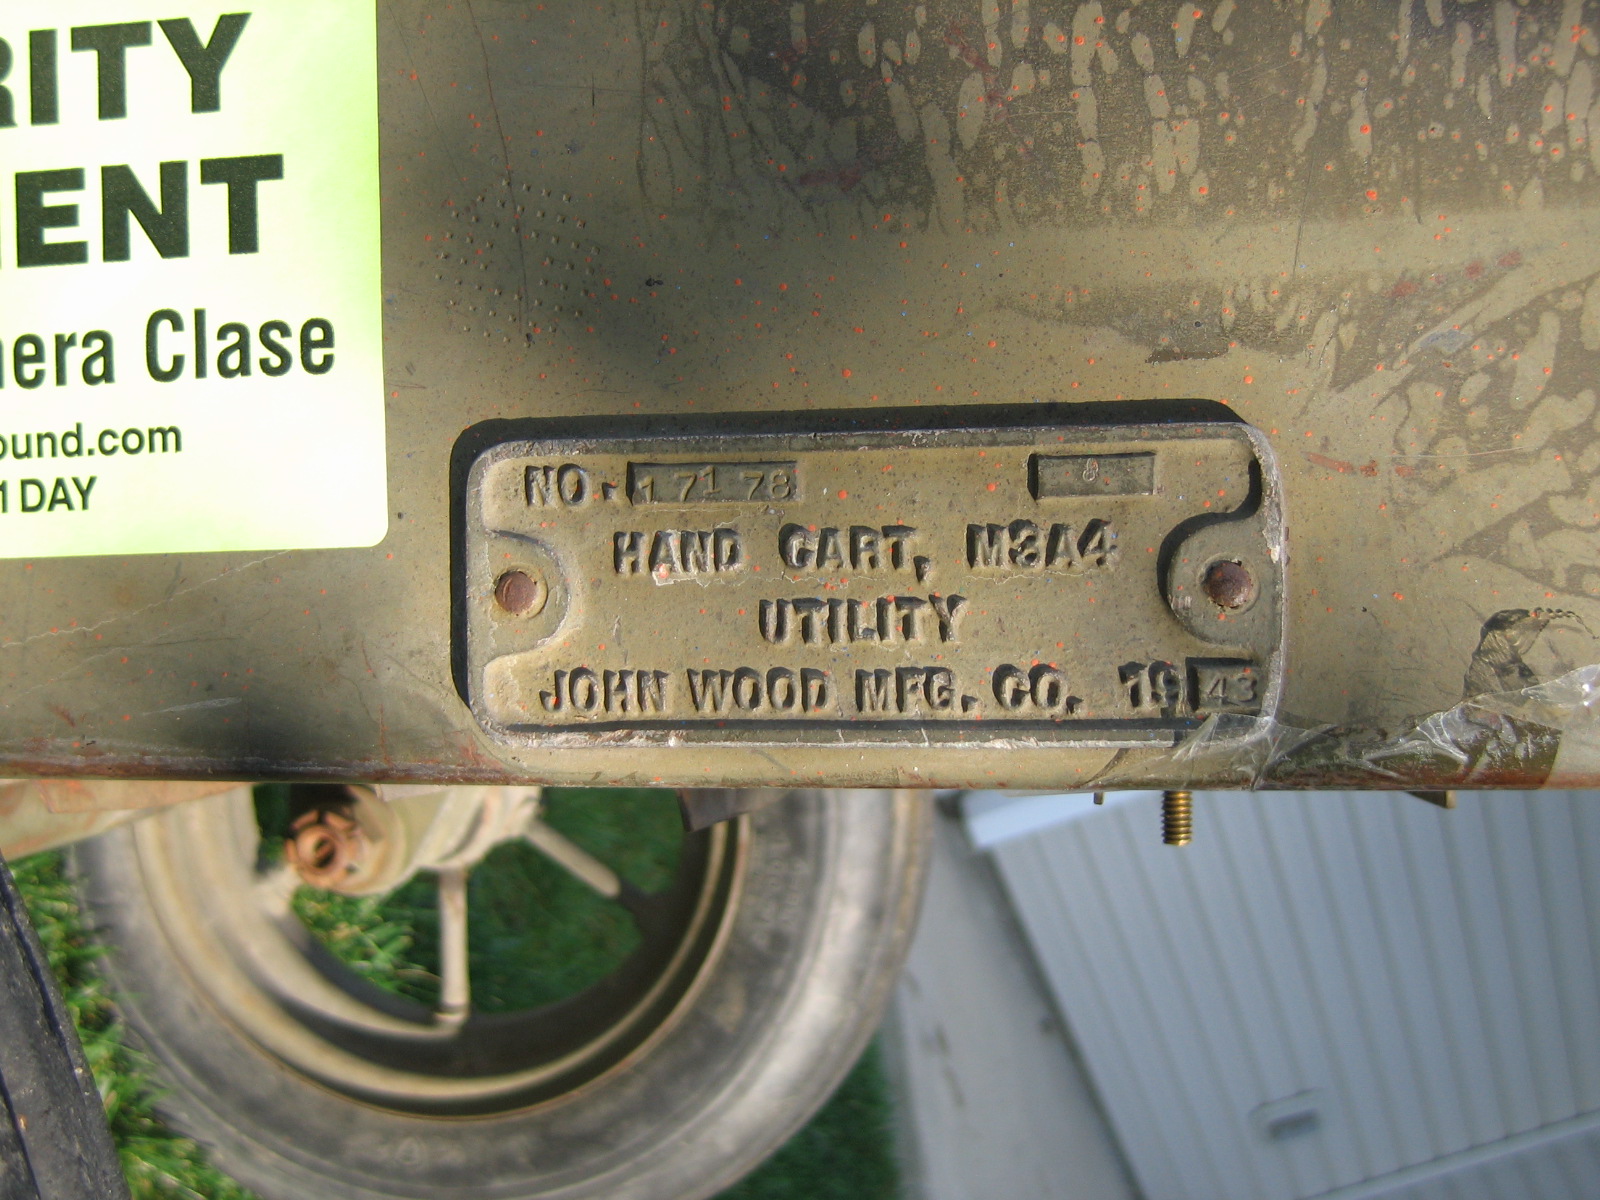 RITY
ENT
era Clase
ound.com
1 DAY
NO. 17178 8
HAND CART, M3A4
UTILITY
JOHN WOOD MFG. CO. 1943